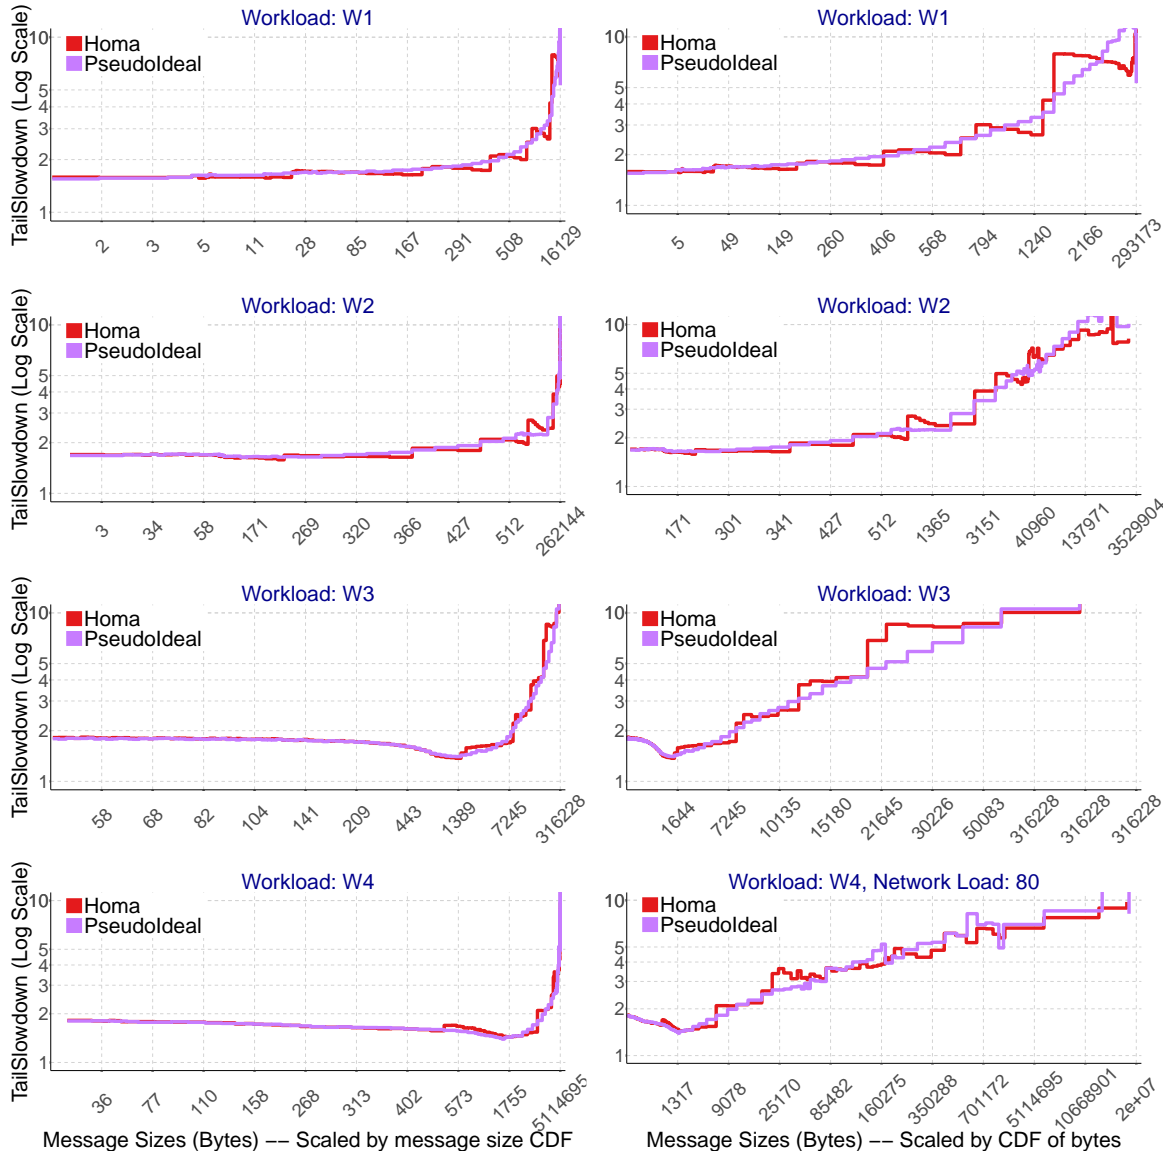 Workload: W1
TailSlowdown (Log Scale)
Homa
PseudoIdeal
10
5
4
3
2
1
2 3 5 11 28 85 167 291 508 16129
Workload: W1
Homa
PseudoIdeal
10
5
4
3
2
1
5 49 149 260 406 568 794 1240 2166 293173
Workload: W2
TailSlowdown (Log Scale)
Homa
PseudoIdeal
10
5
4
3
2
1
3 34 58 171 269 320 366 427 512 262144
Workload: W2
Homa
PseudoIdeal
10
5
4
3
2
1
171 301 341 427 512 1365 3151 40960 137971 3529904
Workload: W3
TailSlowdown (Log Scale)
Homa
PseudoIdeal
10
5
4
3
2
1
58 68 82 104 141 209 443 1389 7245 316228
Workload: W3
Homa
PseudoIdeal
10
5
4
3
2
1
1644 7245 10135 15180 21645 30226 50083 316228 316228 316228
Workload: W4
TailSlowdown (Log Scale)
Homa
PseudoIdeal
10
5
4
3
2
1
36 77 110 158 268 313 402 573 1755 5114695
Message Sizes (Bytes) −− Scaled by message size CDF
Workload: W4, Network Load: 80
Homa
PseudoIdeal
10
5
4
3
2
1
1317 9078 25170 85482 160275 350288 701172 5114695 10668901 2e+07
Message Sizes (Bytes) −− Scaled by CDF of bytes